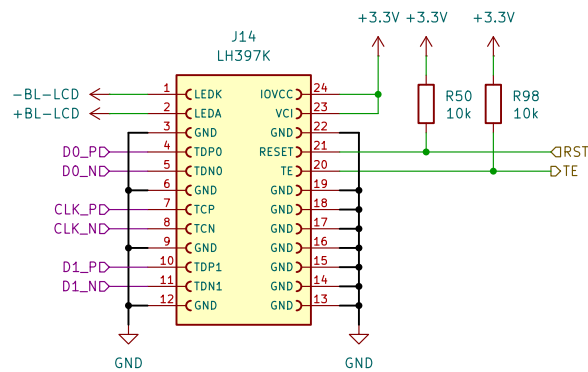 +3.3V +3.3V +3.3V
J14
LH397K
-BL-LCD 1 LEDK IOVCC 24
+BL-LCD 2 LEDA VCI 23
3 GND GND 22
D0_P 4 TDP0 RESET 21 RST
D0_N 5 TDN0 TE 20 TE
6 GND GND 19
CLK_P 7 TCP GND 18
CLK_N 8 TCN GND 17
9 GND GND 16
D1_P 10 TDP1 GND 15
D1_N 11 TDN1 GND 14
12 GND GND 13
R50 R98
10k 10k
GND GND